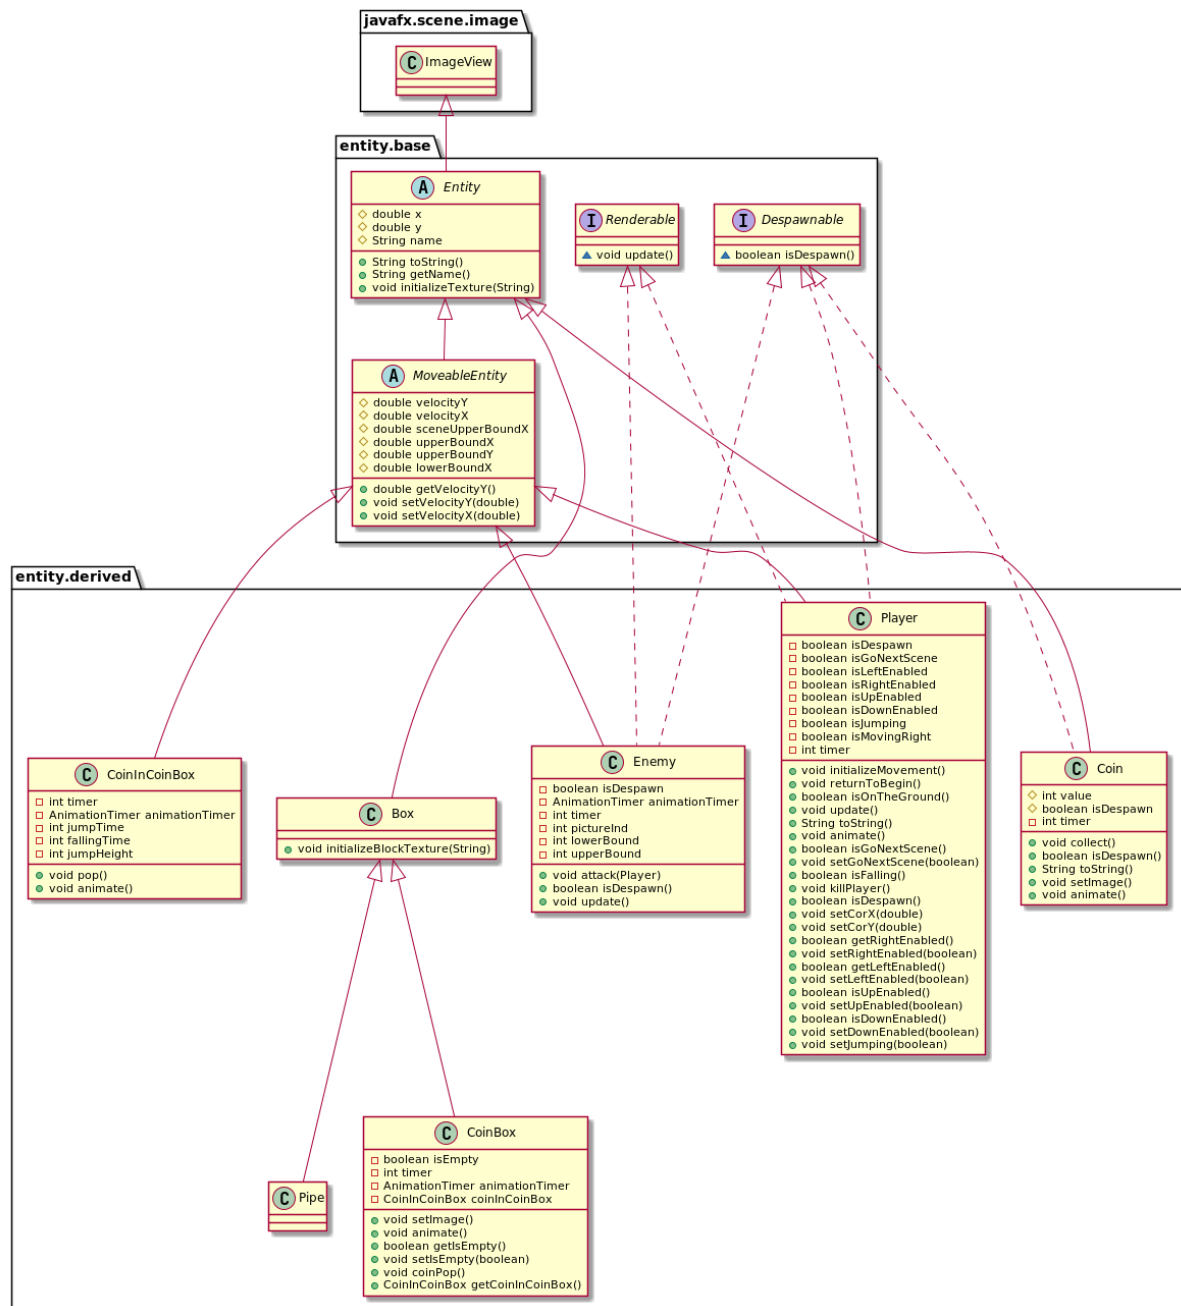 javafx.scene.image
C ImageView
entity.base
A Entity
double x
double y
String name
String toString()
String getName()
void initializeTexture(String)
I Renderable
void update()
I Despawnable
boolean isDespawn()
A MoveableEntity
double velocityY
double velocityX
double sceneUpperBoundX
double upperBoundX
double upperBoundY
double lowerBoundX
double getVelocityY()
void setVelocityY(double)
void setVelocityX(double)
entity.derived
C CoinInCoinBox
int timer
AnimationTimer animationTimer
int jumpTime
int fallingTime
int jumpHeight
void pop()
void animate()
C Box
void initializeBlockTexture(String)
C Enemy
boolean isDespawn
AnimationTimer animationTimer
int timer
int pictureInd
int lowerBound
int upperBound
void attack(Player)
boolean isDespawn()
void update()
C Player
boolean isDespawn
boolean isGoNextScene
boolean isLeftEnabled
boolean isRightEnabled
boolean isUpEnabled
boolean isDownEnabled
boolean isJumping
boolean isMovingRight
int timer
void initializeMovement()
void returnToBegin()
boolean isOnTheGround()
void update()
String toString()
void animate()
boolean isGoNextScene()
void setGoNextScene(boolean)
boolean isFalling()
void killPlayer()
boolean isDespawn()
void setCorX(double)
void setCorY(double)
boolean getRightEnabled()
void setRightEnabled(boolean)
boolean getLeftEnabled()
void setLeftEnabled(boolean)
boolean isUpEnabled()
void setUpEnabled(boolean)
boolean isDownEnabled()
void setDownEnabled(boolean)
void setJumping(boolean)
C Coin
int value
boolean isDespawn
int timer
void collect()
boolean isDespawn()
String toString()
void setImage()
void animate()
C Pipe
C CoinBox
boolean isEmpty
int timer
AnimationTimer animationTimer
CoinInCoinBox coinInCoinBox
void setImage()
void animate()
boolean getIsEmpty()
void setIsEmpty(boolean)
void coinPop()
CoinInCoinBox getCoinInCoinBox()